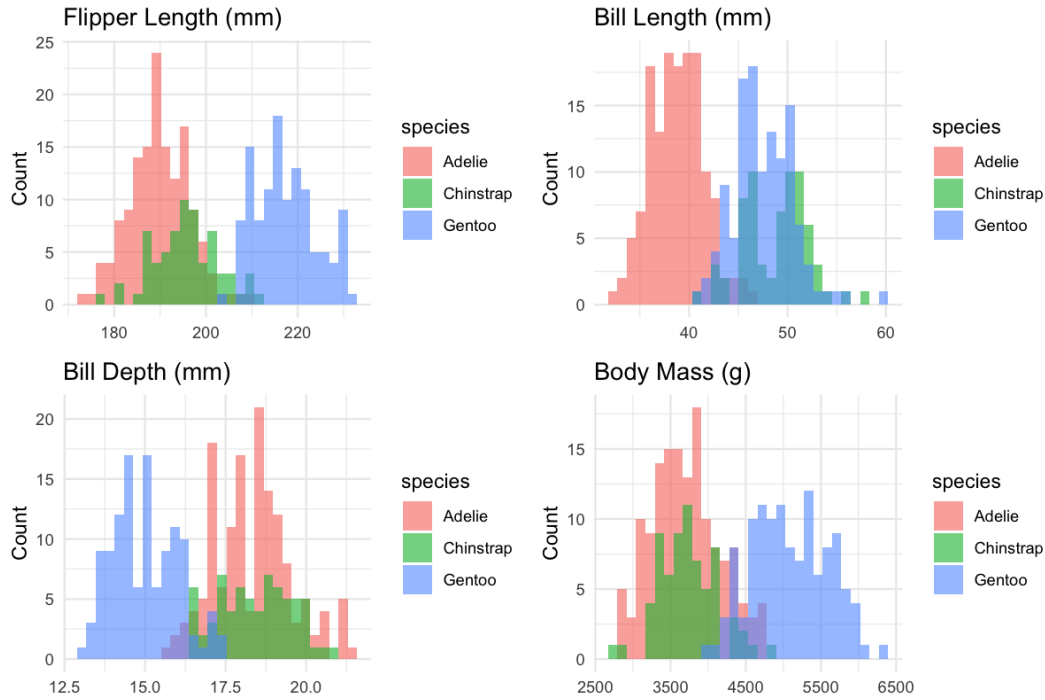 Flipper Length (mm)
25
20
15
10
5
0
Count
180 200 220
species
Adelie
Chinstrap
Gentoo
Bill Length (mm)
15
10
5
0
Count
40 50 60
species
Adelie
Chinstrap
Gentoo
Bill Depth (mm)
20
15
10
5
0
Count
12.5 15.0 17.5 20.0
species
Adelie
Chinstrap
Gentoo
Body Mass (g)
15
10
5
0
Count
2500 3500 4500 5500 6500
species
Adelie
Chinstrap
Gentoo